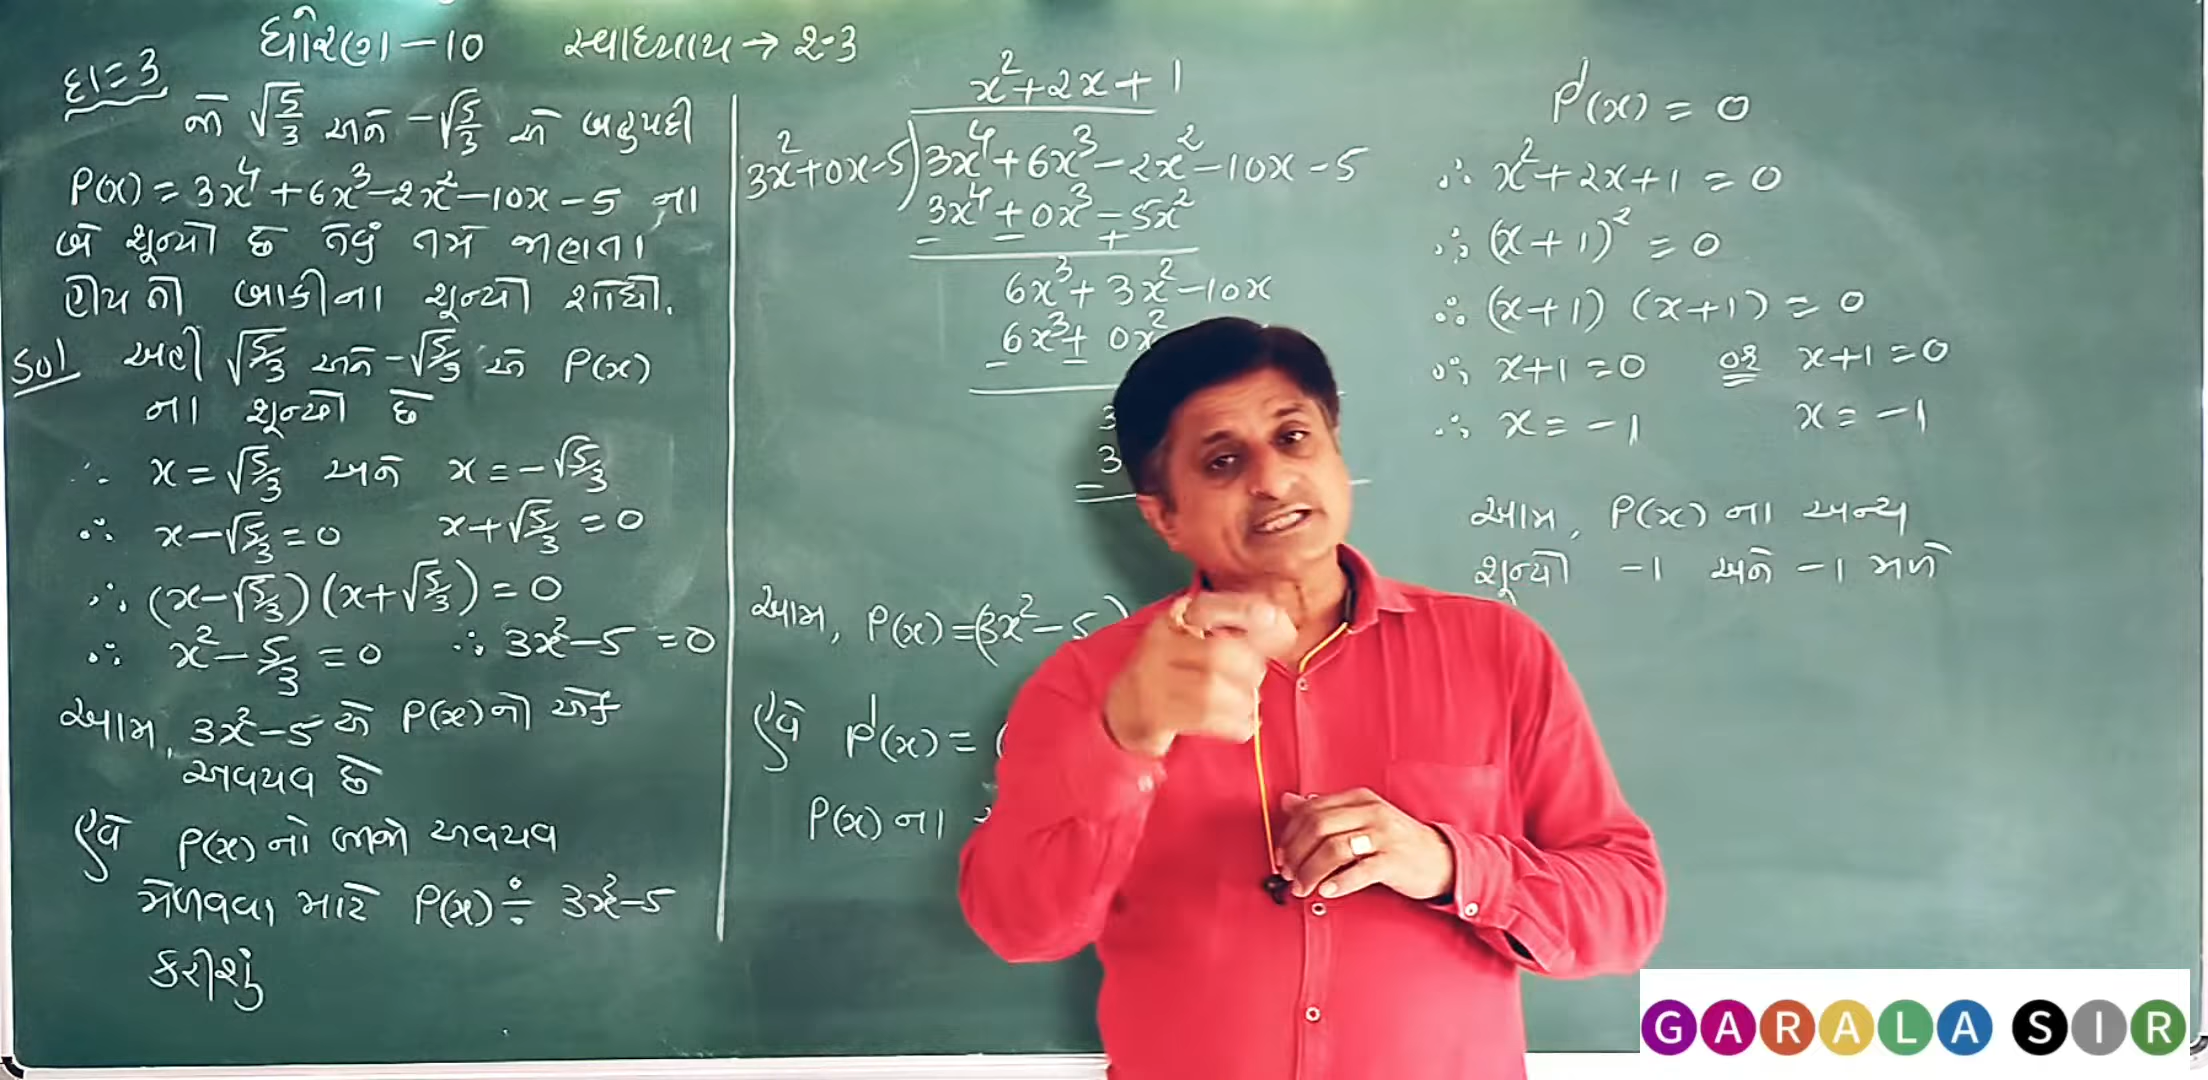 ધોરણ-10 સ્વાધ્યાય → ૨-3
દા=3
જો √5/3 અને -√5/3 એ બહુપદી
P(x) = 3x⁴ + 6x³ - 2x² - 10x - 5 ના
બે શૂન્યો છે તેવું તમે જાણતા
હોય તો બાકીના શૂન્યો શોધો.
Sol અહી √5/3 અને -√5/3 એ P(x)
ના શૂન્યો છે
∴ x = √5/3 અને x = -√5/3
∴ x - √5/3 = 0 x + √5/3 = 0
∴ (x - √5/3) (x + √5/3) = 0
∴ x² - 5/3 = 0 ∴ 3x² - 5 = 0
આમ, 3x² - 5 એ P(x) નો એક
અવયવ છે
હવે P(x) નો બીજો અવયવ
મેળવવા માટે P(x) ÷ 3x² - 5
કરીશું
x² + 2x + 1
3x² + 0x - 5) 3x⁴ + 6x³ - 2x² - 10x - 5
3x⁴ + 0x³ - 5x²
- - +
6x³ + 3x² - 10x
6x³ + 0x²
- -
3
3
-
આમ, P(x) = (3x² - 5)
હવે P'(x) = (
P(x) ના
P'(x) = 0
∴ x² + 2x + 1 = 0
∴ (x + 1)² = 0
∴ (x + 1) (x + 1) = 0
∴ x + 1 = 0 or x + 1 = 0
∴ x = -1 x = -1
આમ, P(x) ના અન્ય
શૂન્યો -1 અને -1 મળે
GARALA SIR